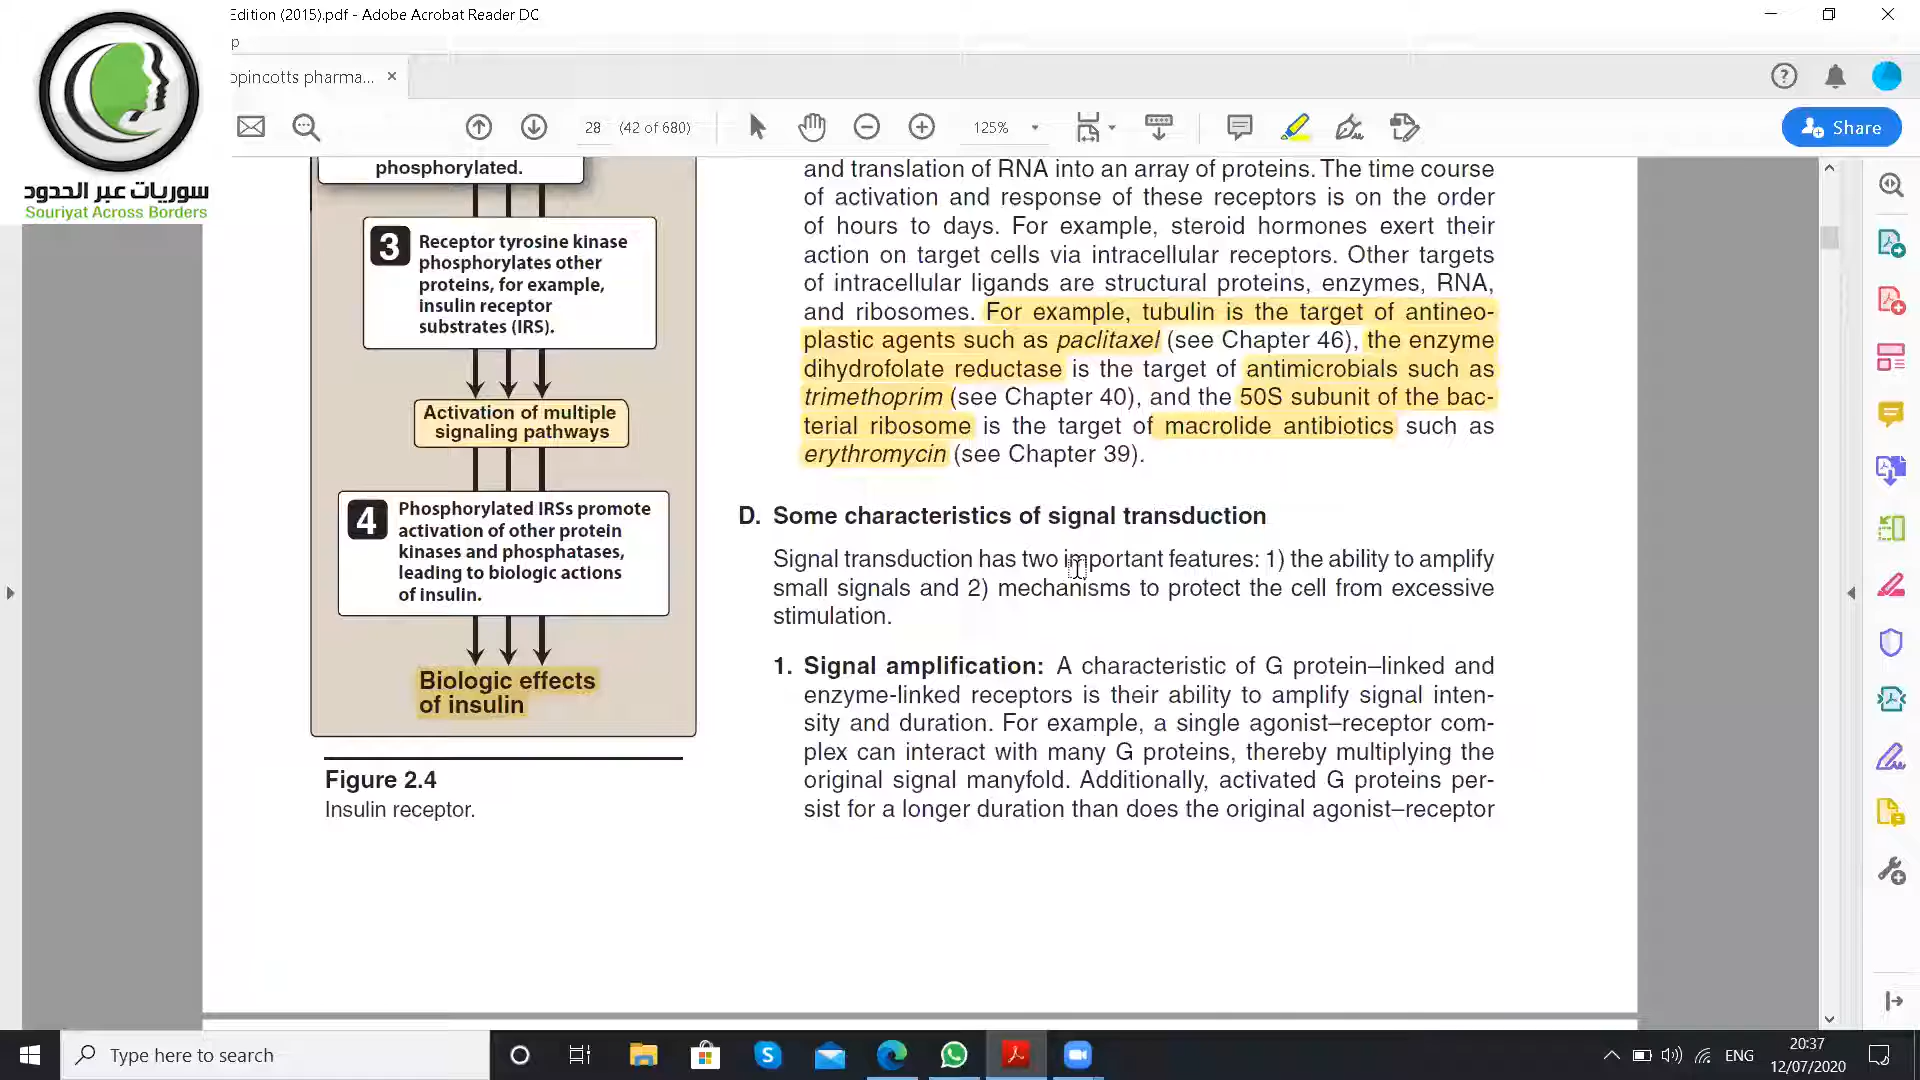 Edition (2015).pdf - Adobe Acrobat Reader DC
سوريات عبر الحدود
Souriyat Across Borders
opincotts pharma...
28 (42 of 680)
125%
Share
phosphorylated.
3 Receptor tyrosine kinase
phosphorylates other
proteins, for example,
insulin receptor
substrates (IRS).
Activation of multiple
signaling pathways
4 Phosphorylated IRSs promote
activation of other protein
kinases and phosphatases,
leading to biologic actions
of insulin.
Biologic effects
of insulin
Figure 2.4
Insulin receptor.
and translation of RNA into an array of proteins. The time course
of activation and response of these receptors is on the order
of hours to days. For example, steroid hormones exert their
action on target cells via intracellular receptors. Other targets
of intracellular ligands are structural proteins, enzymes, RNA,
and ribosomes. For example, tubulin is the target of antineo-
plastic agents such as paclitaxel (see Chapter 46), the enzyme
dihydrofolate reductase is the target of antimicrobials such as
trimethoprim (see Chapter 40), and the 50S subunit of the bac-
terial ribosome is the target of macrolide antibiotics such as
erythromycin (see Chapter 39).
D. Some characteristics of signal transduction
Signal transduction has two important features: 1) the ability to amplify
small signals and 2) mechanisms to protect the cell from excessive
stimulation.
1. Signal amplification: A characteristic of G protein–linked and
enzyme-linked receptors is their ability to amplify signal inten-
sity and duration. For example, a single agonist–receptor com-
plex can interact with many G proteins, thereby multiplying the
original signal manyfold. Additionally, activated G proteins per-
sist for a longer duration than does the original agonist–receptor
Type here to search
ENG
20:37
12/07/2020